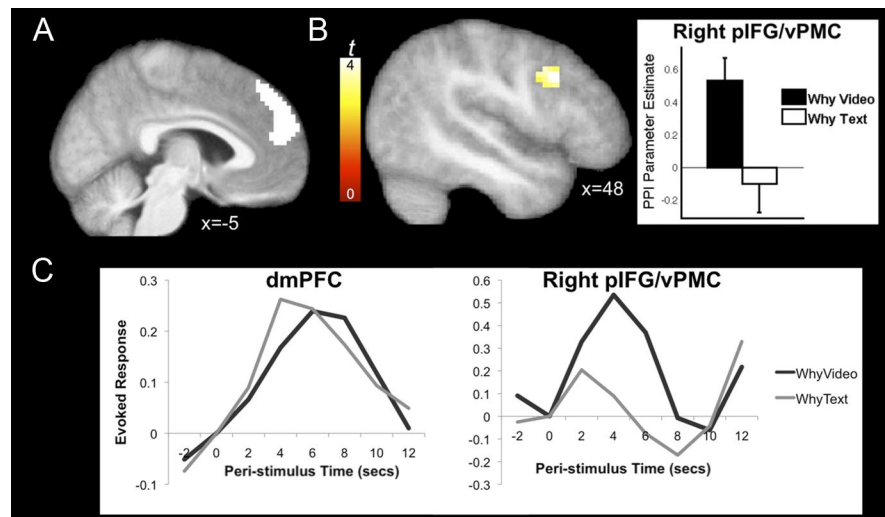 A
B
t
4
0
x=-5
x=48
Right pIFG/vPMC
PPI Parameter Estimate
0.6
0.4
0.2
0
-0.2
Why Video
Why Text
C
dmPFC
Evoked Response
0.3
0.2
0.1
0
-0.1
-2 0 2 4 6 8 10 12
Peri-stimulus Time (secs)
Right pIFG/vPMC
0.6
0.5
0.4
0.3
0.2
0.1
0
-0.1
-0.2
-0.3
-2 0 2 4 6 8 10 12
Peri-stimulus Time (secs)
WhyVideo
WhyText